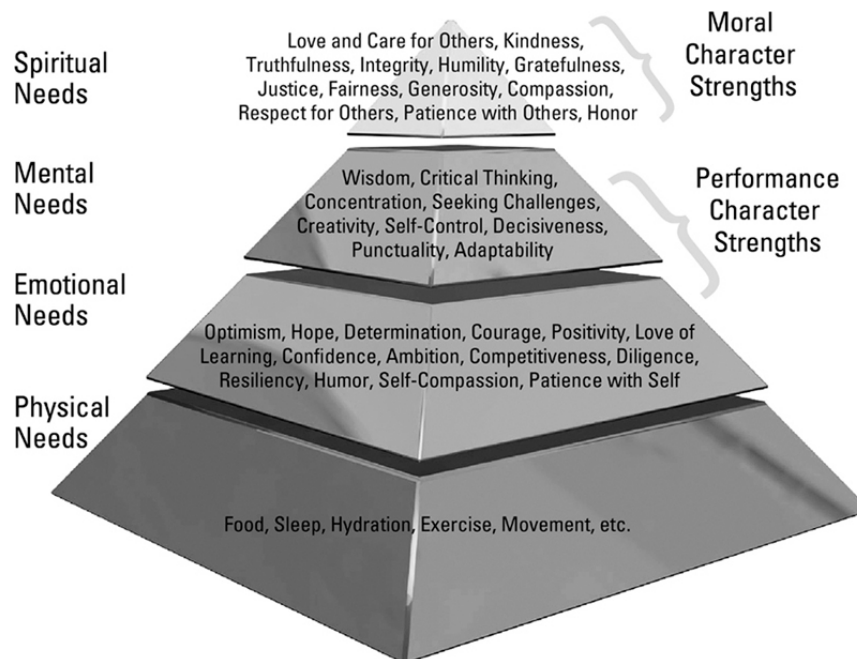 Spiritual
Needs
Love and Care for Others, Kindness,
Truthfulness, Integrity, Humility, Gratefulness,
Justice, Fairness, Generosity, Compassion,
Respect for Others, Patience with Others, Honor
Moral
Character
Strengths
Mental
Needs
Wisdom, Critical Thinking,
Concentration, Seeking Challenges,
Creativity, Self-Control, Decisiveness,
Punctuality, Adaptability
Performance
Character
Strengths
Emotional
Needs
Optimism, Hope, Determination, Courage, Positivity, Love of
Learning, Confidence, Ambition, Competitiveness, Diligence,
Resiliency, Humor, Self-Compassion, Patience with Self
Physical
Needs
Food, Sleep, Hydration, Exercise, Movement, etc.